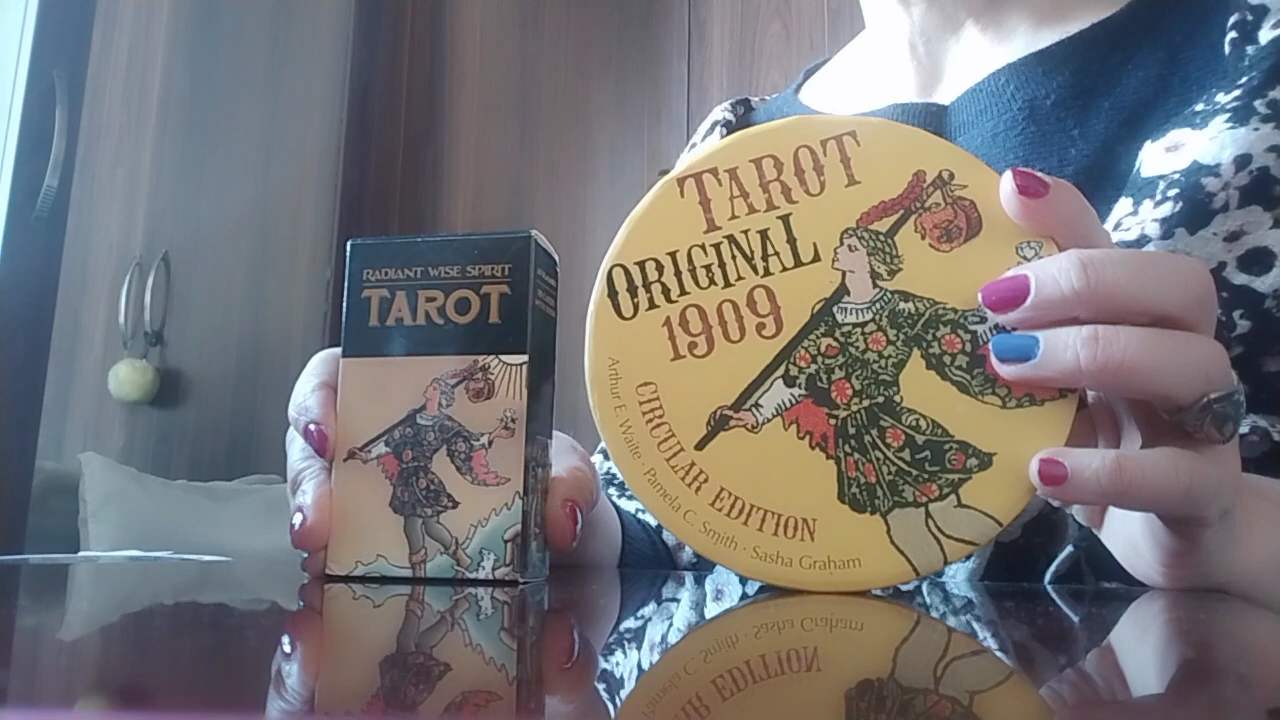 RADIANT WISE SPIRIT
TAROT
TAROT
ORIGINAL
1909
CIRCULAR EDITION
Arthur E. Waite · Pamela C. Smith · Sasha Graham